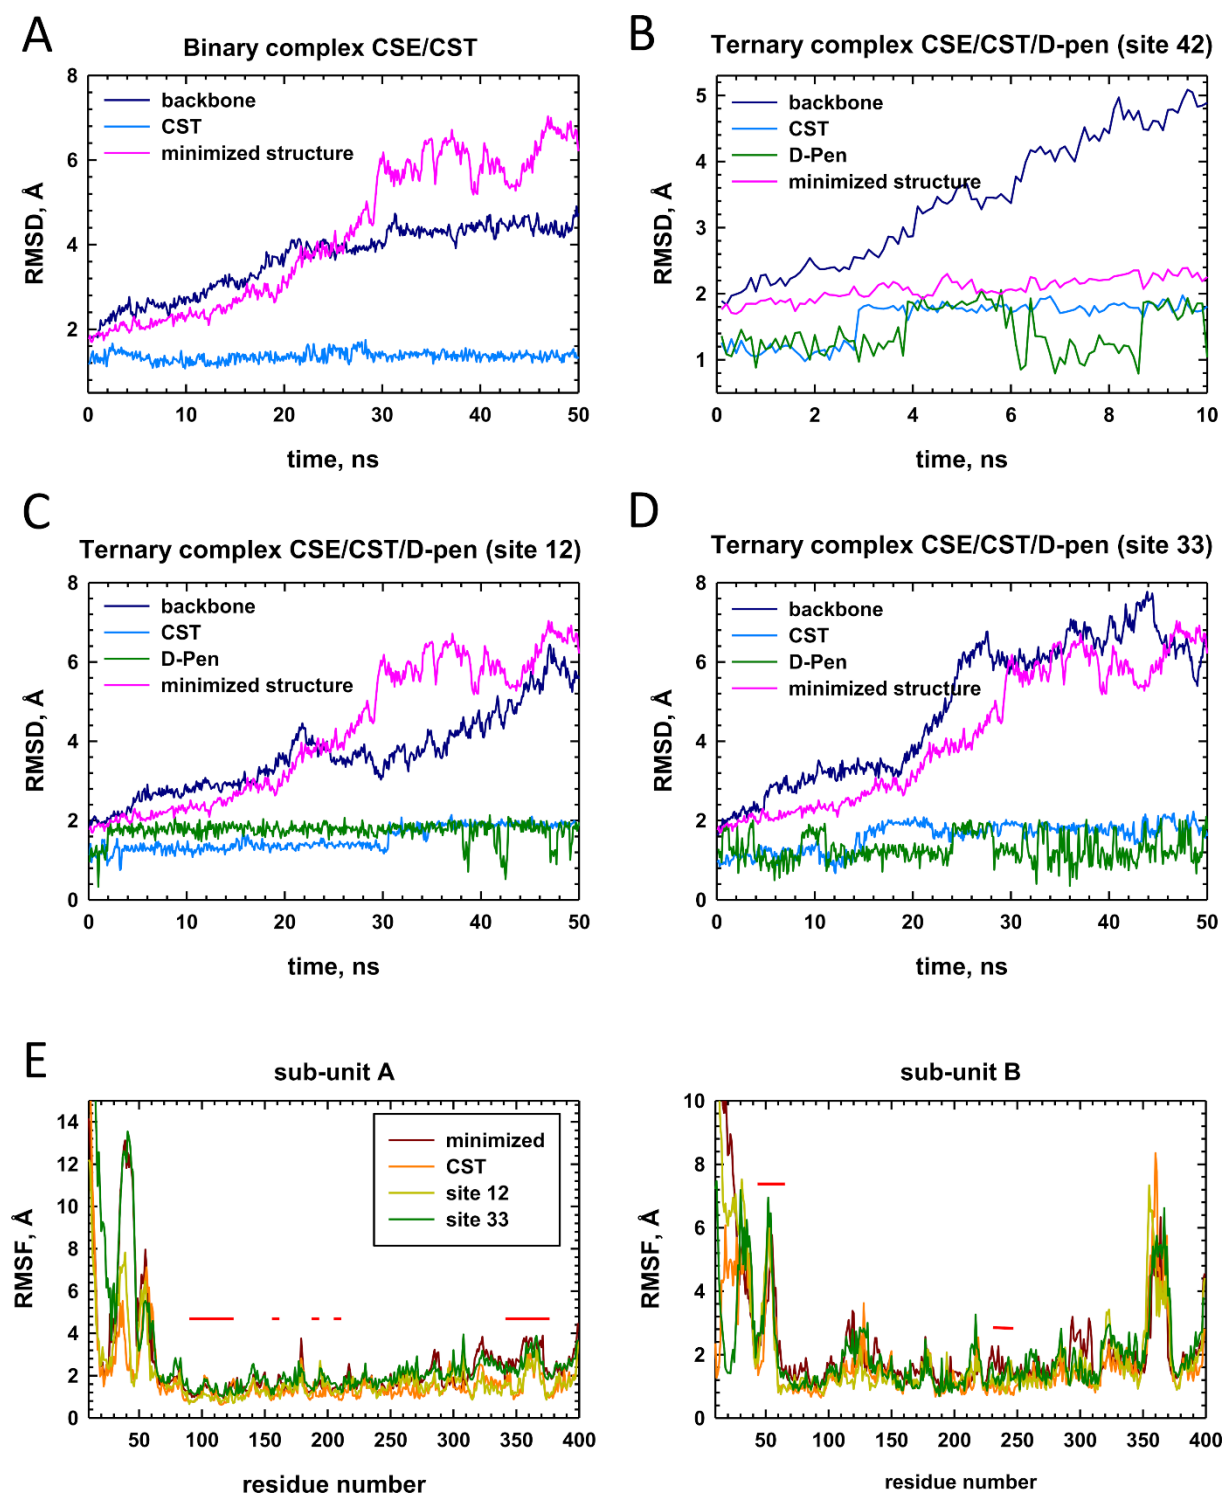 A
Binary complex CSE/CST
backbone
CST
minimized structure
RMSD, Å
8
6
4
2
0 10 20 30 40 50
time, ns
B
Ternary complex CSE/CST/D-pen (site 42)
backbone
CST
D-Pen
minimized structure
RMSD, Å
5
4
3
2
1
0 2 4 6 8 10
time, ns
C
Ternary complex CSE/CST/D-pen (site 12)
backbone
CST
D-Pen
minimized structure
RMSD, Å
8
6
4
2
0
0 10 20 30 40 50
time, ns
D
Ternary complex CSE/CST/D-pen (site 33)
backbone
CST
D-Pen
minimized structure
RMSD, Å
8
6
4
2
0
0 10 20 30 40 50
time, ns
E
sub-unit A
minimized
CST
site 12
site 33
RMSF, Å
14
12
10
8
6
4
2
0
50 100 150 200 250 300 350 400
residue number
sub-unit B
RMSF, Å
10
8
6
4
2
0
50 100 150 200 250 300 350 400
residue number